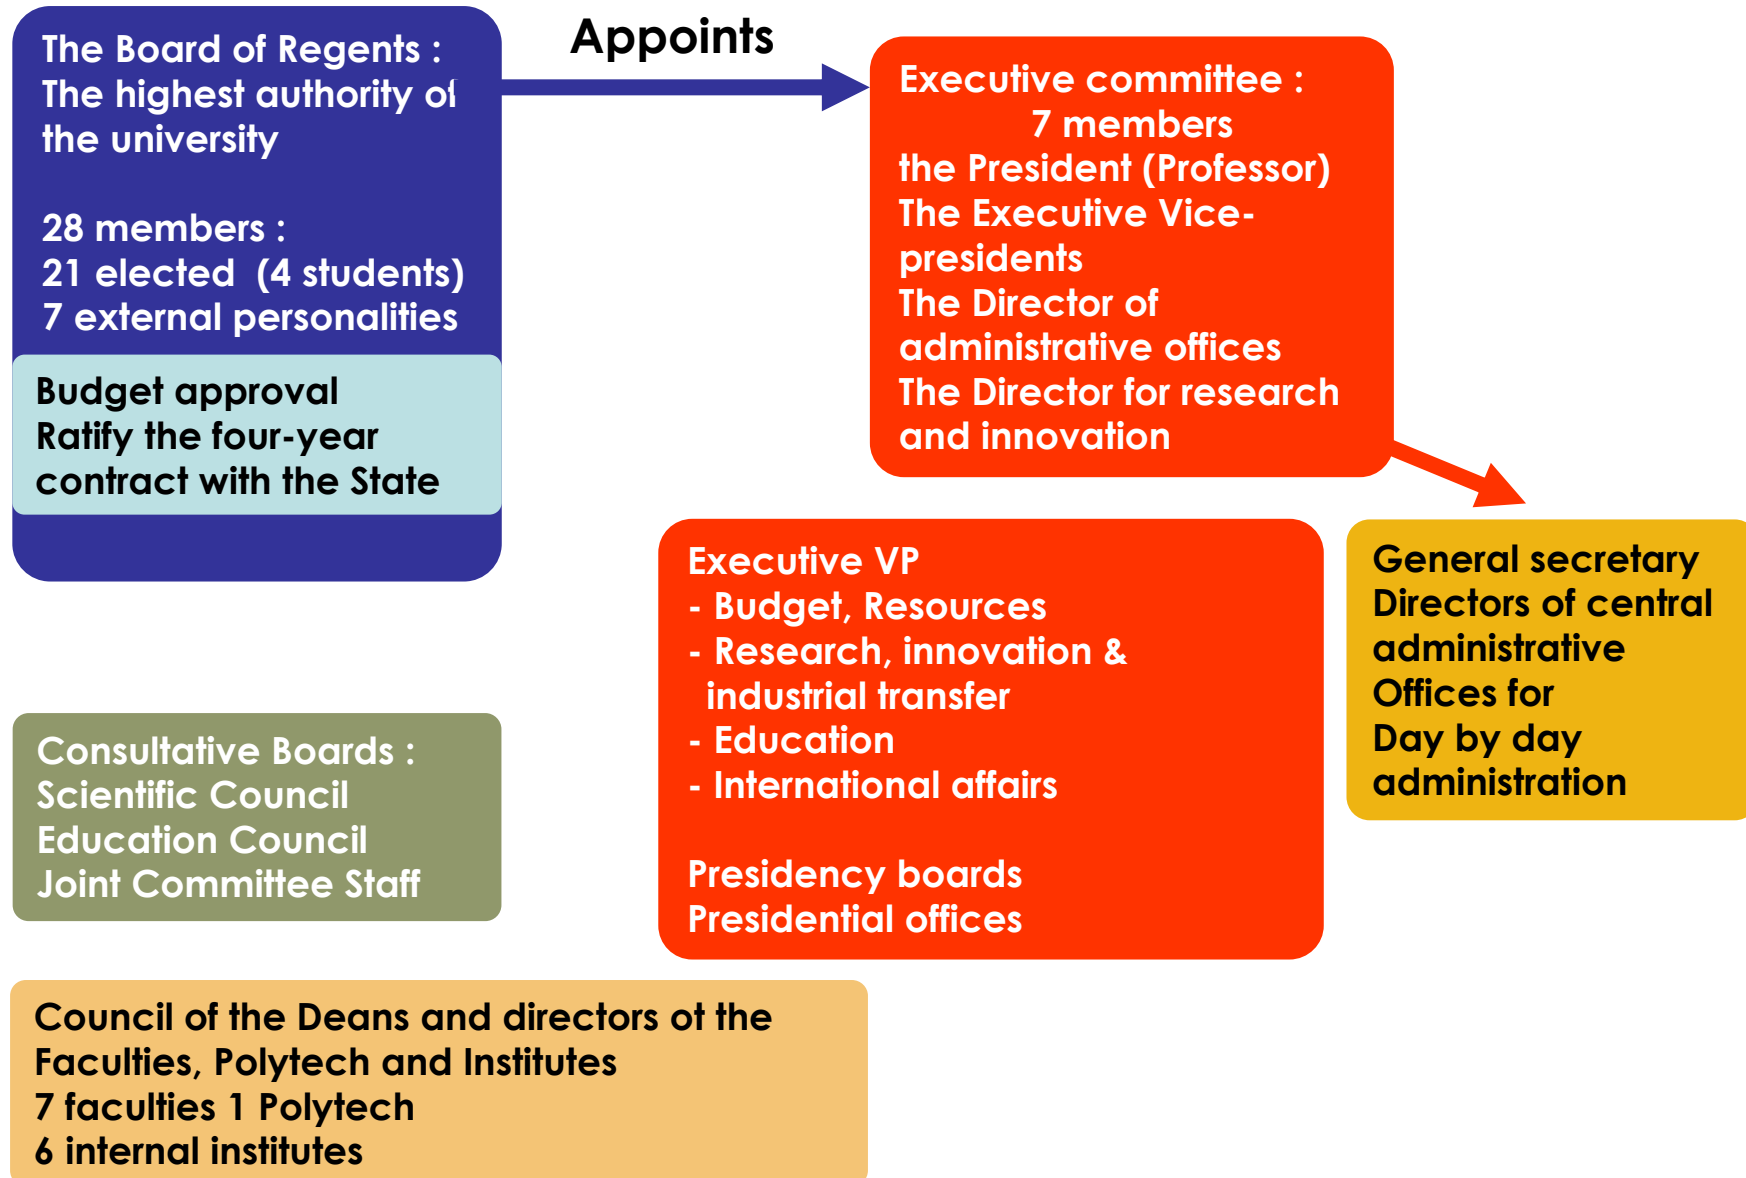 The Board of Regents :
The highest authority of
the university
28 members :
21 elected (4 students)
7 external personalities
Budget approval
Ratify the four-year
contract with the State
Appoints
Executive committee :
7 members
the President (Professor)
The Executive Vice-
presidents
The Director of
administrative offices
The Director for research
and innovation
Executive VP
- Budget, Resources
- Research, innovation &
industrial transfer
- Education
- International affairs
Presidency boards
Presidential offices
General secretary
Directors of central
administrative
Offices for
Day by day
administration
Consultative Boards :
Scientific Council
Education Council
Joint Committee Staff
Council of the Deans and directors ot the
Faculties, Polytech and Institutes
7 faculties 1 Polytech
6 internal institutes